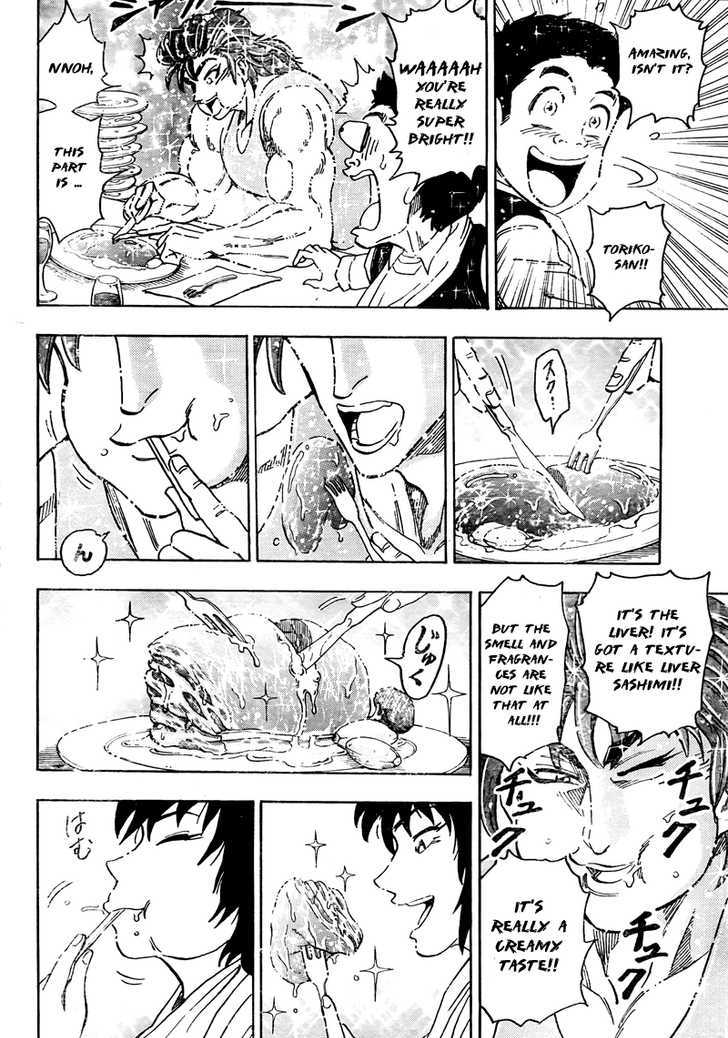 AMAZING,
ISN'T IT?
TORIKO-
SAN!!
WAAAAAH
YOU'RE
REALLY
SUPER
BRIGHT!!
NNOH,
THIS
PART
IS ...
スク…
ん
IT'S THE
LIVER! IT'S
GOT A TEXTU-
RE LIKE LIVER
SASHIMI!!
BUT THE
SMELL AND
FRAGRAN-
CES ARE
NOT LIKE
THAT AT
ALL!!!
チュク
チュク
チュク
IT'S
REALLY A
CREAMY
TASTE!!
じゅく
はむ